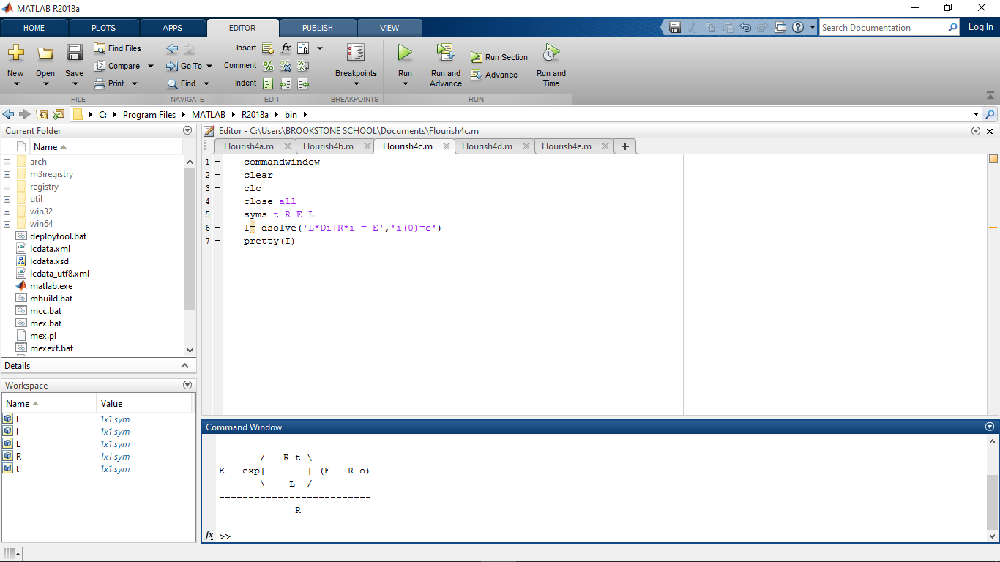 MATLAB R2018a
HOME PLOTS APPS EDITOR PUBLISH VIEW Search Documentation Log In
New Open Save Find Files Compare Print
Go To Find
Insert fx
Comment
Indent
Breakpoints
Run Run and Advance Run Section Advance Run and Time
FILE NAVIGATE EDIT BREAKPOINTS RUN
C: Program Files MATLAB R2018a bin
Current Folder
Name
arch
m3iregistry
registry
util
win32
win64
deploytool.bat
lcdata.xml
lcdata.xsd
lcdata_utf8.xml
matlab.exe
mbuild.bat
mcc.bat
mex.bat
mex.pl
mexext.bat
Details
Workspace
Name Value
E 1x1 sym
I 1x1 sym
L 1x1 sym
R 1x1 sym
t 1x1 sym
Editor - C:\Users\BROOKSTONE SCHOOL\Documents\Flourish4c.m
Flourish4a.m Flourish4b.m Flourish4c.m Flourish4d.m Flourish4e.m
1 – commandwindow
2 – clear
3 – clc
4 – close all
5 – syms t R E L
6 – I= dsolve('L*Di+R*i = E','i(0)=o')
7 – pretty(I)
Command Window
/ R t \
E - exp| - --- | (E - R o)
\ L /
--------------------------
R
fx >>